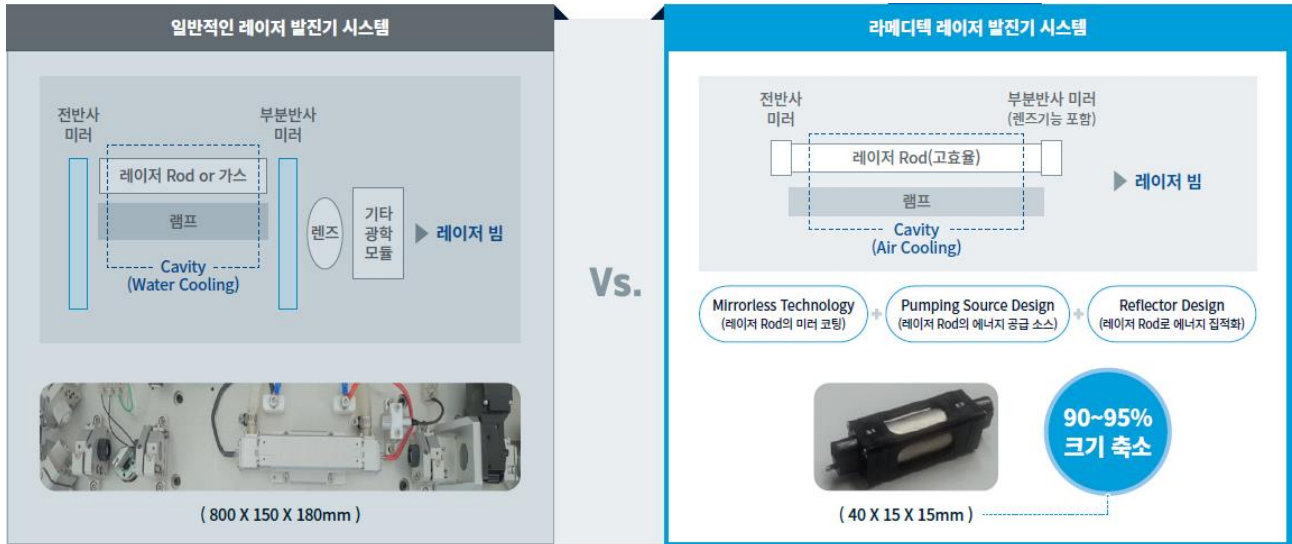 일반적인 레이저 발진기 시스템
전반사
미러
부분반사
미러
레이저 Rod or 가스
램프
렌즈
기타
광학
모듈
▶ 레이저 빔
Cavity
(Water Cooling)
( 800 X 150 X 180mm )
Vs.
라메디텍 레이저 발진기 시스템
전반사
미러
부분반사 미러
(렌즈기능 포함)
레이저 Rod(고효율)
램프
▶ 레이저 빔
Cavity
(Air Cooling)
Mirrorless Technology
(레이저 Rod의 미러 코팅)
+
Pumping Source Design
(레이저 Rod의 에너지 공급 소스)
+
Reflector Design
(레이저 Rod로 에너지 집적화)
90~95%
크기 축소
( 40 X 15 X 15mm )